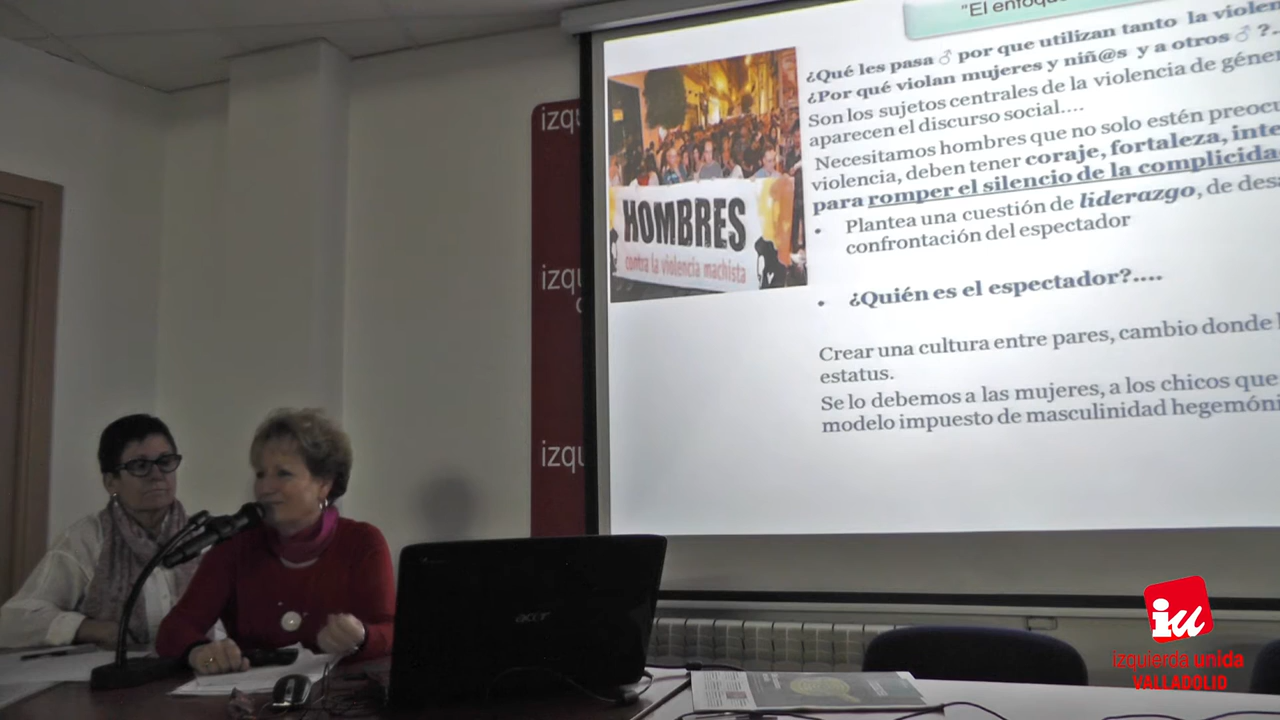 "El enfoque
¿Qué les pasa ♂ por que utilizan tanto la violen
¿Por qué violan mujeres y niñ@s y a otros ♂ ?..
Son los sujetos centrales de la violencia de géner
aparecen el discurso social....
Necesitamos hombres que no solo estén preocu
violencia, deben tener coraje, fortaleza, inte
para romper el silencio de la complicida
• Plantea una cuestión de liderazgo, de des
confrontación del espectador
• ¿Quién es el espectador?....
Crear una cultura entre pares, cambio donde
estatus.
Se lo debemos a las mujeres, a los chicos que
modelo impuesto de masculinidad hegemóni
HOMBRES
contra la violencia machista
izqu
izqu
izqu
acer
iu
izquierda unida
VALLADOLID